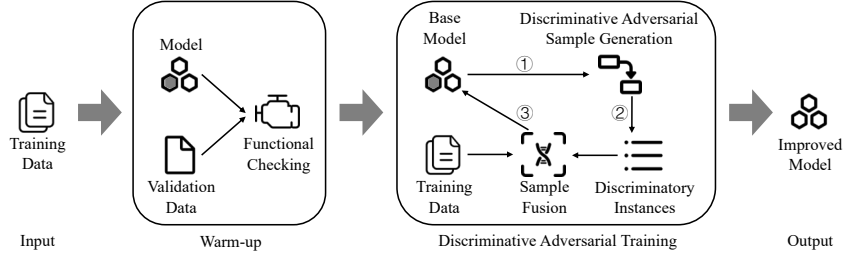 Training
Data
Input
Model
Validation
Data
Functional
Checking
Warm-up
Base
Model
Discriminative Adversarial
Sample Generation
①
②
③
Training
Data
Sample
Fusion
Discriminatory
Instances
Discriminative Adversarial Training
Improved
Model
Output